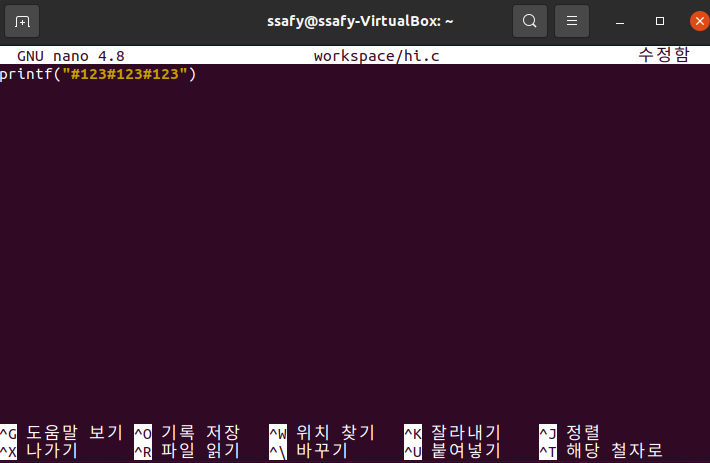 ssafy@ssafy-VirtualBox: ~
GNU nano 4.8 workspace/hi.c 수정함
printf("#123#123#123")
^G 도움말 보기 ^O 기록 저장 ^W 위치 찾기 ^K 잘라내기 ^J 정렬
^X 나가기 ^R 파일 읽기 ^\ 바꾸기 ^U 붙여넣기 ^T 해당 철자로